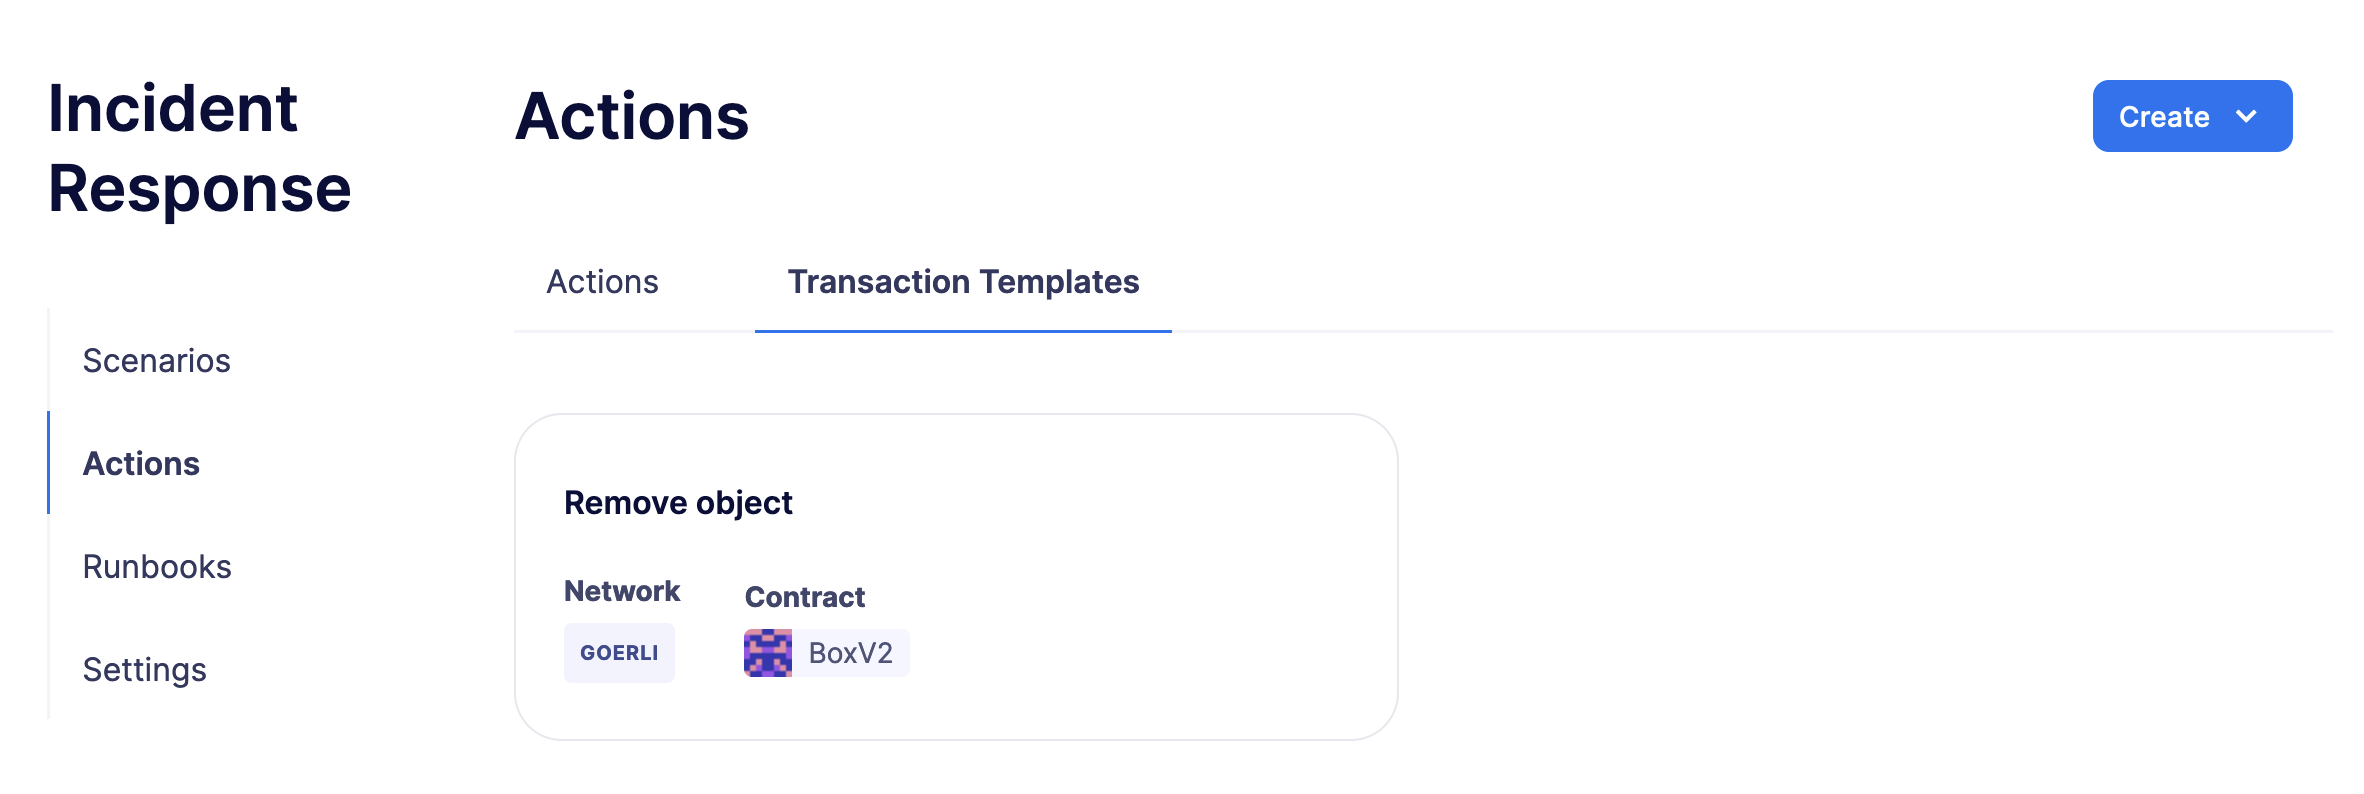 Incident
Response
Scenarios
Actions
Runbooks
Settings
Actions
Create
Actions
Transaction Templates
Remove object
Network
GOERLI
Contract
BoxV2